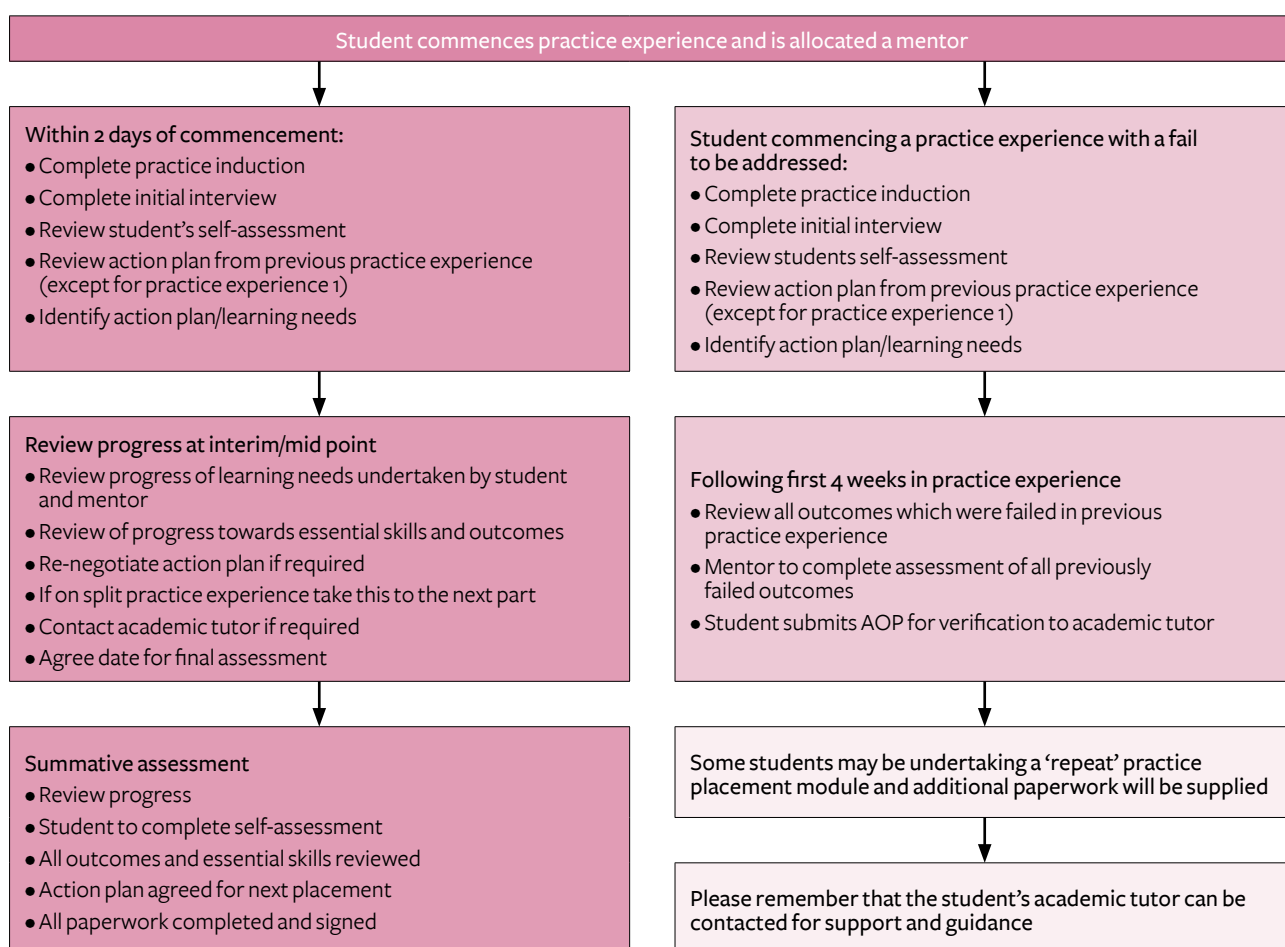 Student commences practice experience and is allocated a mentor
Within 2 days of commencement:
• Complete practice induction
• Complete initial interview
• Review student's self-assessment
• Review action plan from previous practice experience
(except for practice experience 1)
• Identify action plan/learning needs
Review progress at interim/mid point
• Review progress of learning needs undertaken by student
and mentor
• Review of progress towards essential skills and outcomes
• Re-negotiate action plan if required
• If on split practice experience take this to the next part
• Contact academic tutor if required
• Agree date for final assessment
Summative assessment
• Review progress
• Student to complete self-assessment
• All outcomes and essential skills reviewed
• Action plan agreed for next placement
• All paperwork completed and signed
Student commencing a practice experience with a fail
to be addressed:
• Complete practice induction
• Complete initial interview
• Review students self-assessment
• Review action plan from previous practice experience
(except for practice experience 1)
• Identify action plan/learning needs
Following first 4 weeks in practice experience
• Review all outcomes which were failed in previous
practice experience
• Mentor to complete assessment of all previously
failed outcomes
• Student submits AOP for verification to academic tutor
Some students may be undertaking a ‘repeat’ practice
placement module and additional paperwork will be supplied
Please remember that the student's academic tutor can be
contacted for support and guidance